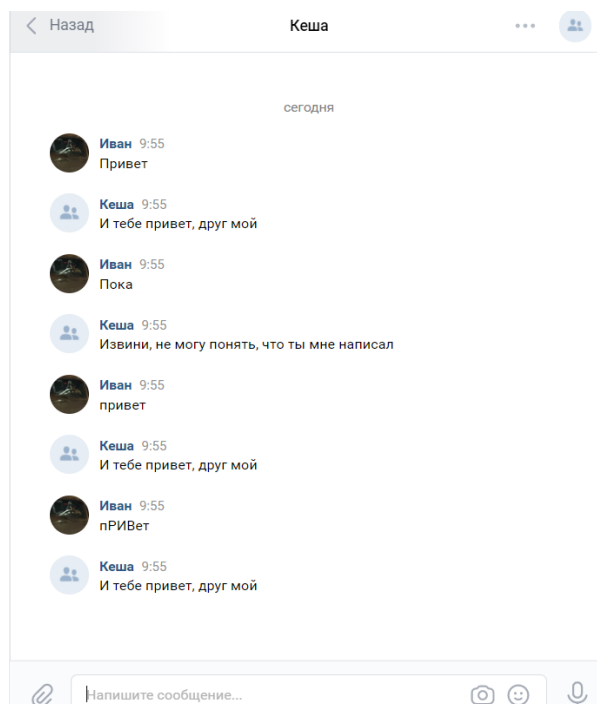 Назад
Кеша
сегодня
Иван 9:55
Привет
Кеша 9:55
И тебе привет, друг мой
Иван 9:55
Пока
Кеша 9:55
Извини, не могу понять, что ты мне написал
Иван 9:55
привет
Кеша 9:55
И тебе привет, друг мой
Иван 9:55
пРИВет
Кеша 9:55
И тебе привет, друг мой
Напишите сообщение...